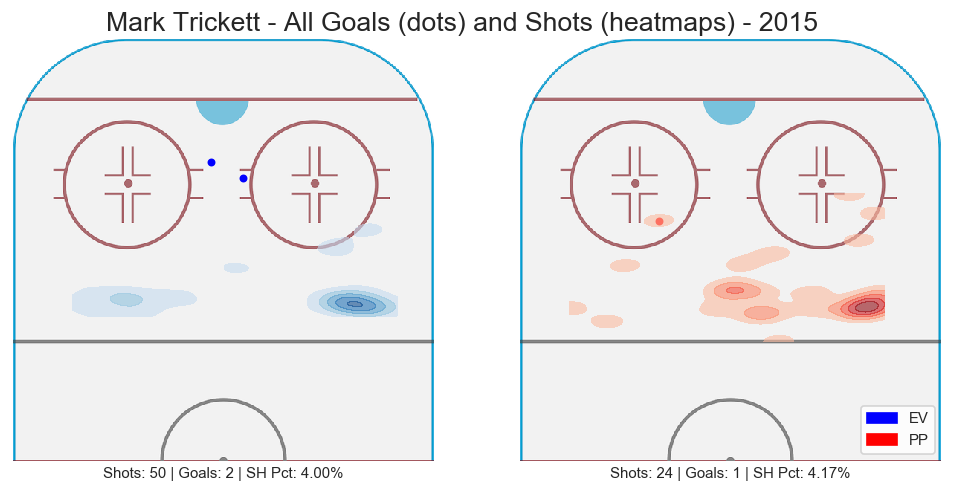 Mark Trickett - All Goals (dots) and Shots (heatmaps) - 2015
EV
PP
Shots: 50 | Goals: 2 | SH Pct: 4.00%
Shots: 24 | Goals: 1 | SH Pct: 4.17%